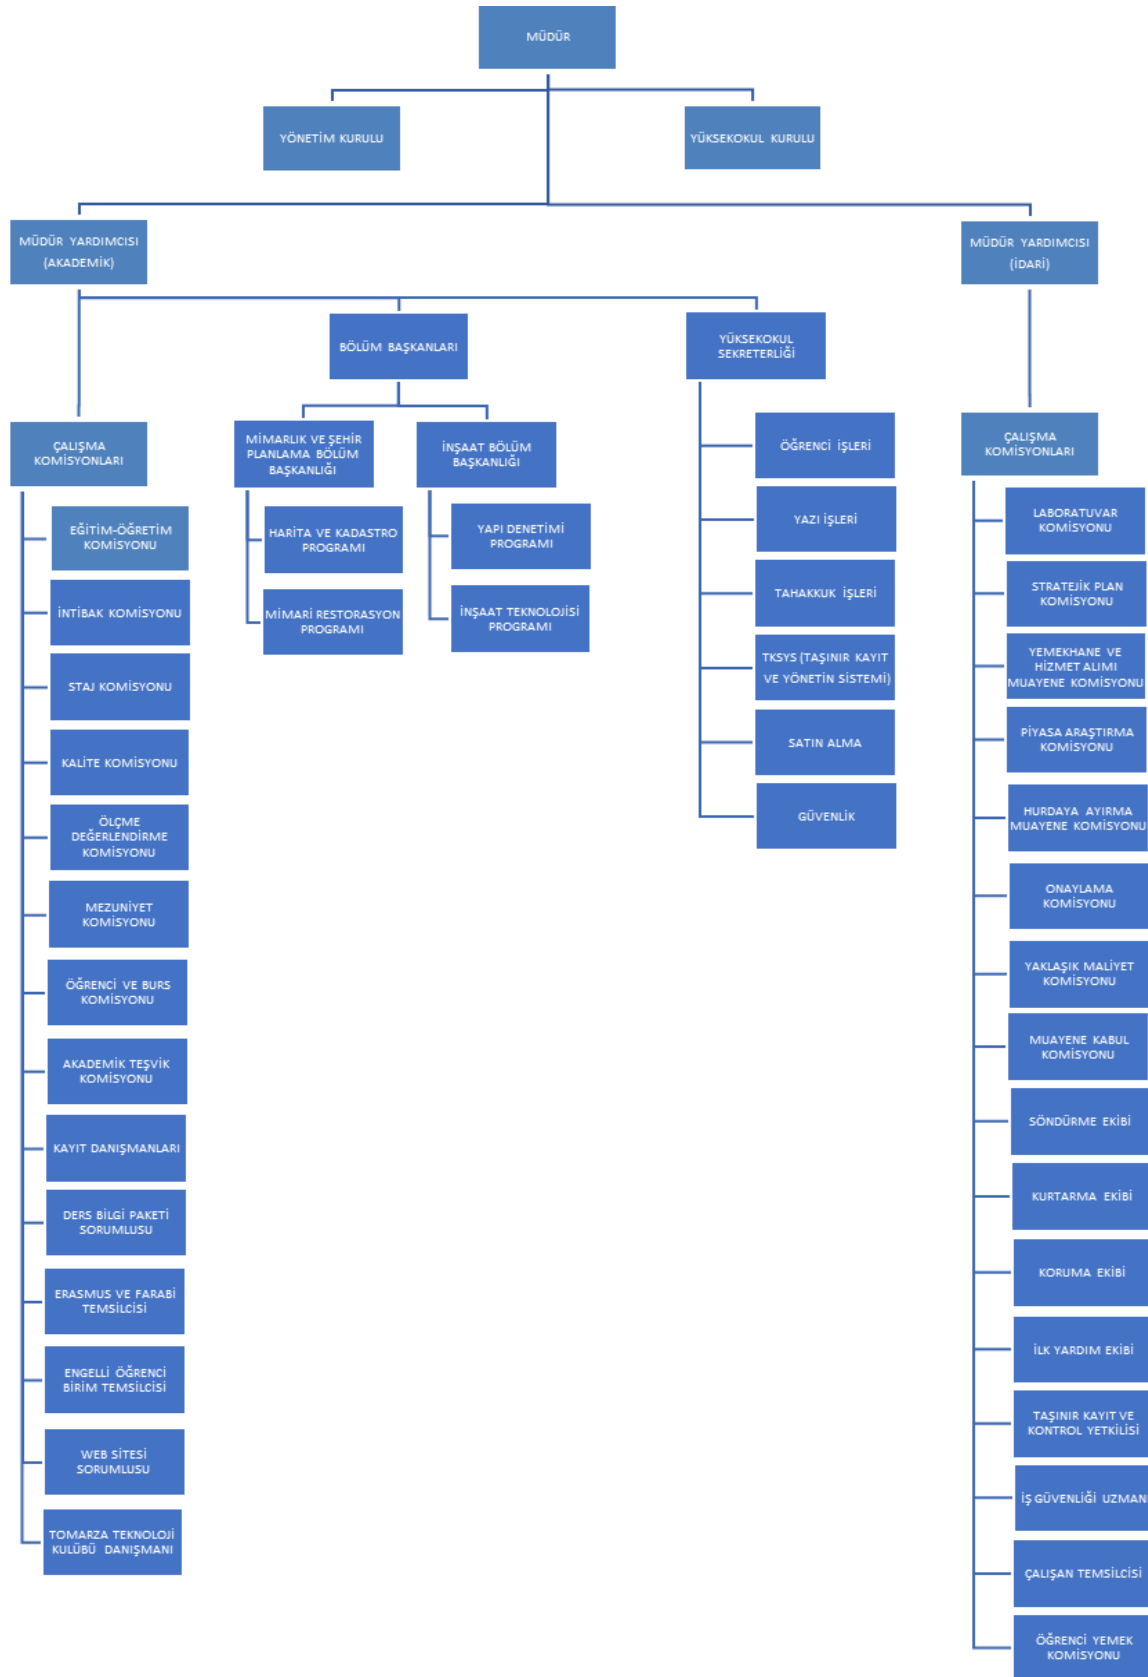 MÜDÜR
YÖNETİM KURULU
YÜKSEKOKUL KURULU
MÜDÜR YARDIMCISI
(AKADEMİK)
MÜDÜR YARDIMCISI
(İDARİ)
BÖLÜM BAŞKANLARI
YÜKSEKOKUL
SEKRETERLİĞİ
ÇALIŞMA
KOMİSYONLARI
EĞİTİM-ÖĞRETİM
KOMİSYONU
İNTİBAK KOMİSYONU
STAJ KOMİSYONU
KALİTE KOMİSYONU
ÖLÇME
DEĞERLENDİRME
KOMİSYONU
MEZUNİYET
KOMİSYONU
ÖĞRENCİ VE BURS
KOMİSYONU
AKADEMİK TEŞVİK
KOMİSYONU
KAYIT DANIŞMANLARI
DERS BİLGİ PAKETİ
SORUMLUSU
ERASMUS VE FARABİ
TEMSİLCİSİ
ENGELLİ ÖĞRENCİ
BİRİM TEMSİLCİSİ
WEB SİTESİ
SORUMLUSU
TOMARZA TEKNOLOJİ
KULÜBÜ DANIŞMANI
MİMARLIK VE ŞEHİR
PLANLAMA BÖLÜM
BAŞKANLIĞI
HARİTA VE KADASTRO
PROGRAMI
MİMARİ RESTORASYON
PROGRAMI
İNŞAAT BÖLÜM
BAŞKANLIĞI
YAPI DENETİMİ
PROGRAMI
İNŞAAT TEKNOLOJİSİ
PROGRAMI
ÖĞRENCİ İŞLERİ
YAZI İŞLERİ
TAHAKKUK İŞLERİ
TKSYS (TAŞINIR KAYIT
VE YÖNETİN SİSTEMİ)
SATIN ALMA
GÜVENLİK
ÇALIŞMA
KOMİSYONLARI
LABORATUVAR
KOMİSYONU
STRATEJİK PLAN
KOMİSYONU
YEMEKHANE VE
HİZMET ALIMI
MUAYENE KOMİSYONU
PİYASA ARAŞTIRMA
KOMİSYONU
HURDAYA AYIRMA
MUAYENE KOMİSYONU
ONAYLAMA
KOMİSYONU
YAKLAŞIK MALİYET
KOMİSYONU
MUAYENE KABUL
KOMİSYONU
SÖNDÜRME EKİBİ
KURTARMA EKİBİ
KORUMA EKİBİ
İLK YARDIM EKİBİ
TAŞINIR KAYIT VE
KONTROL YETKİLİSİ
İŞ GÜVENLİĞİ UZMANI
ÇALIŞAN TEMSİLCİSİ
ÖĞRENCİ YEMEK
KOMİSYONU